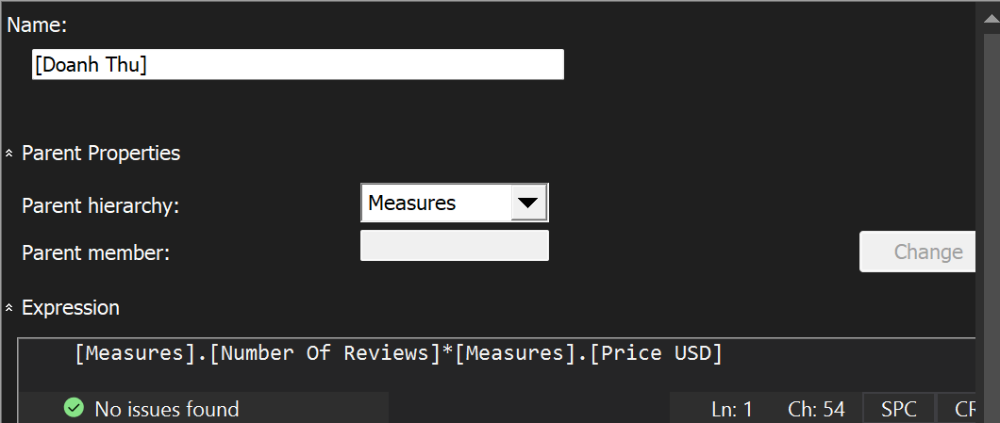 Name:
[Doanh Thu]
Parent Properties
Parent hierarchy:
Measures
Parent member:
Change
Expression
[Measures].[Number Of Reviews]*[Measures].[Price USD]
No issues found
Ln: 1
Ch: 54
SPC
CR